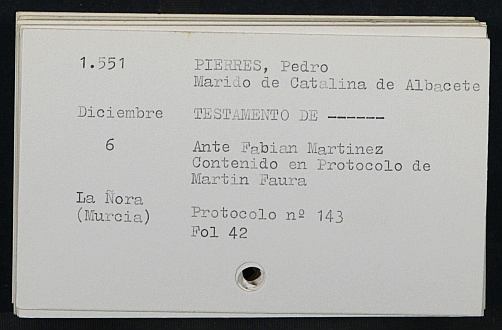 1.551 PIERRES, Pedro
Marido de Catalina de Albacete
Diciembre TESTAMENTO DE ------
6 Ante Fabian Martinez
Contenido en Protocolo de
Martin Faura
La Ñora
(Murcia) Protocolo nº 143
Fol 42